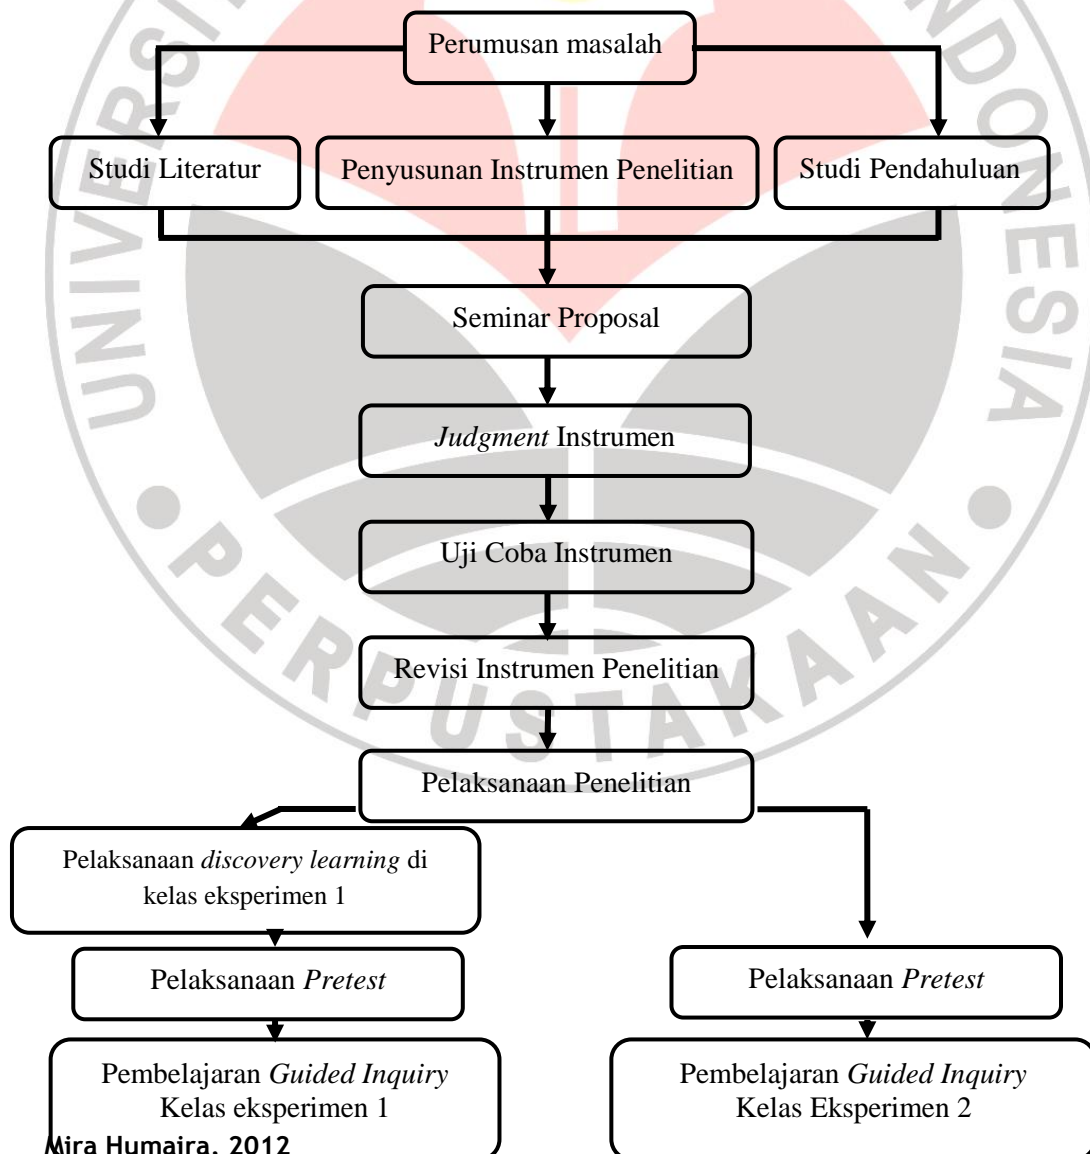 Perumusan masalah
Studi Literatur
Penyusunan Instrumen Penelitian
Studi Pendahuluan
Seminar Proposal
Judgment Instrumen
Uji Coba Instrumen
Revisi Instrumen Penelitian
Pelaksanaan Penelitian
Pelaksanaan discovery learning di
kelas eksperimen 1
Pelaksanaan Pretest
Pelaksanaan Pretest
Pembelajaran Guided Inquiry
Kelas eksperimen 1
Pembelajaran Guided Inquiry
Kelas Eksperimen 2
Mira Humaira, 2012
PERPUSTAKAAN